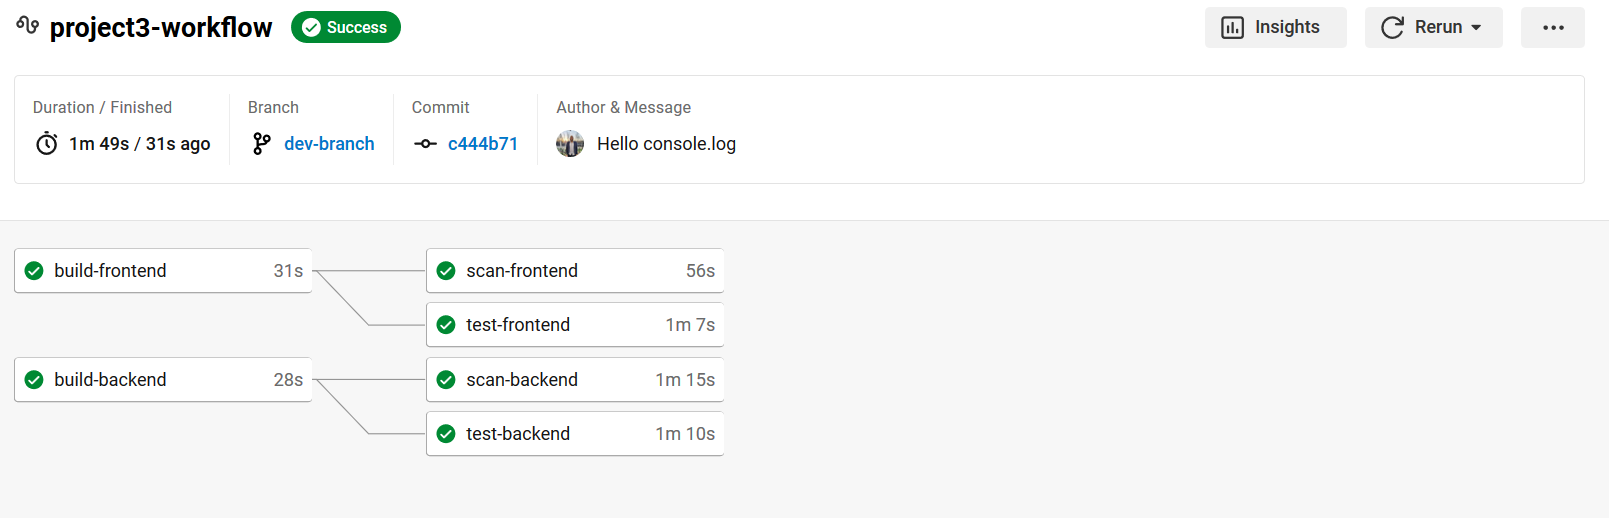 project3-workflow Success Insights Rerun
Duration / Finished Branch Commit Author & Message
1m 49s / 31s ago dev-branch c444b71 Hello console.log
build-frontend 31s scan-frontend 56s
test-frontend 1m 7s
build-backend 28s scan-backend 1m 15s
test-backend 1m 10s